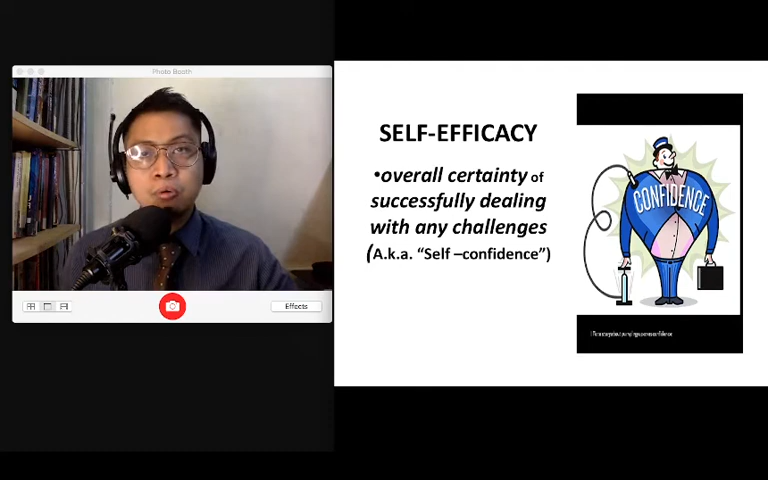 Photo Booth
Effects
SELF-EFFICACY
•overall certainty of
successfully dealing
with any challenges
(A.k.a. “Self –confidence”)
CONFIDENCE